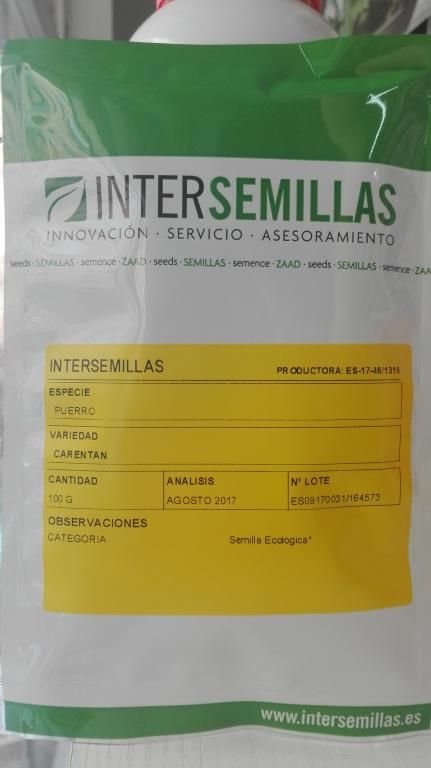 INTERSEMILLAS
INNOVACIÓN · SERVICIO · ASESORAMIENTO
seeds · SEMILLAS · semence · ZAAD · seeds · SEMILLAS · semence · ZAAD · seeds · SEMILLAS · semence · ZAA
INTERSEMILLAS PRODUCTORA: ES-17-46/1319
ESPECIE
PUERRO
VARIEDAD
CARENTAN
CANTIDAD ANALISIS Nº LOTE
100 G AGOSTO 2017 ES09170031/164573
OBSERVACIONES
CATEGORIA Semilla Ecologica*
www.intersemillas.es